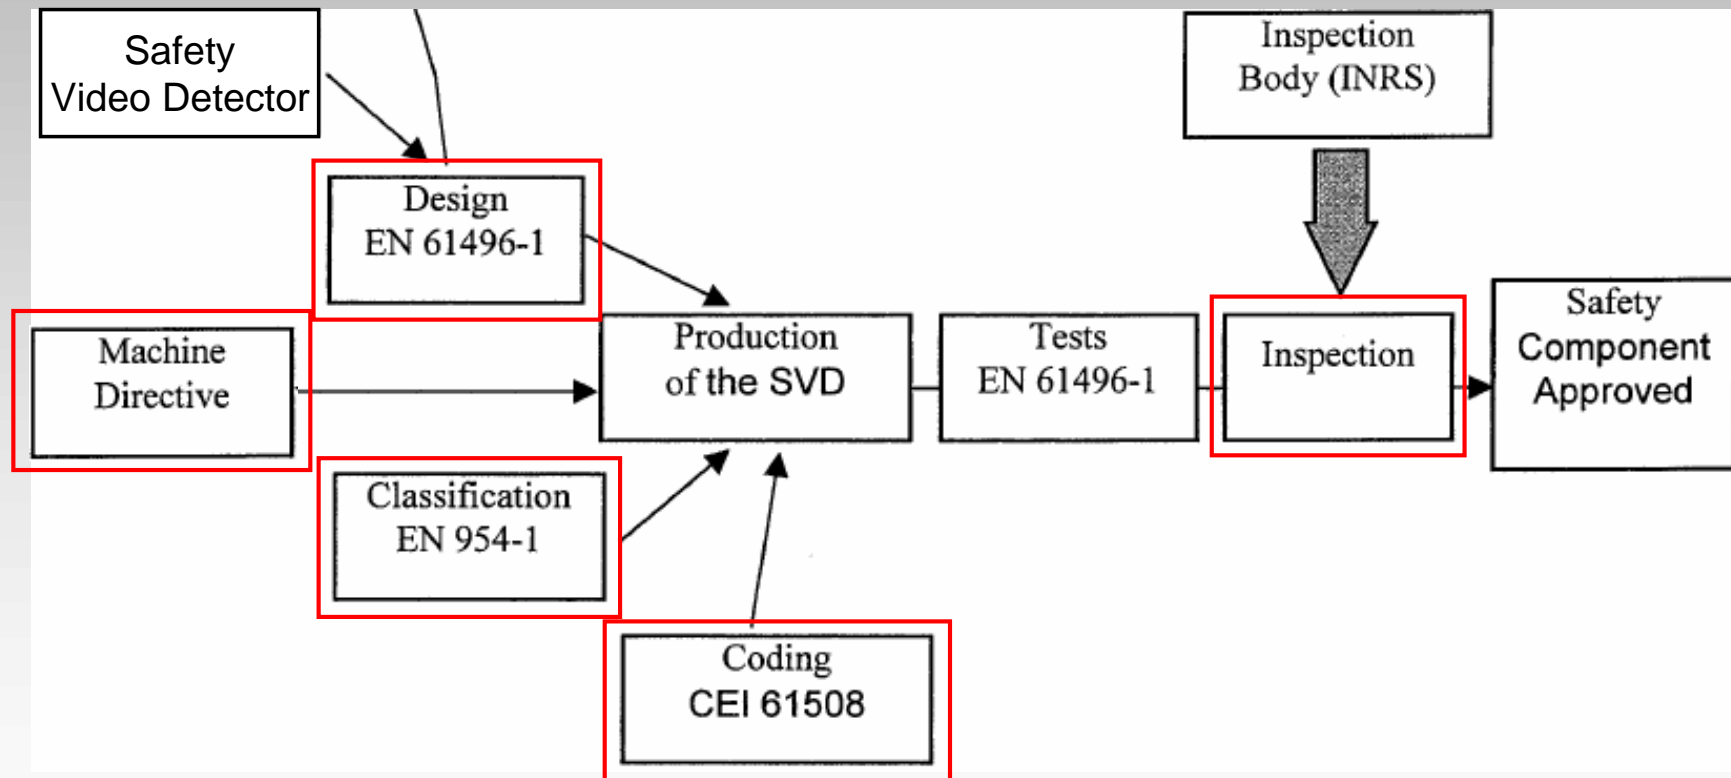 Safety
Video Detector
Inspection
Body (INRS)
Design
EN 61496-1
Machine
Directive
Production
of the SVD
Tests
EN 61496-1
Inspection
Safety
Component
Approved
Classification
EN 954-1
Coding
CEI 61508